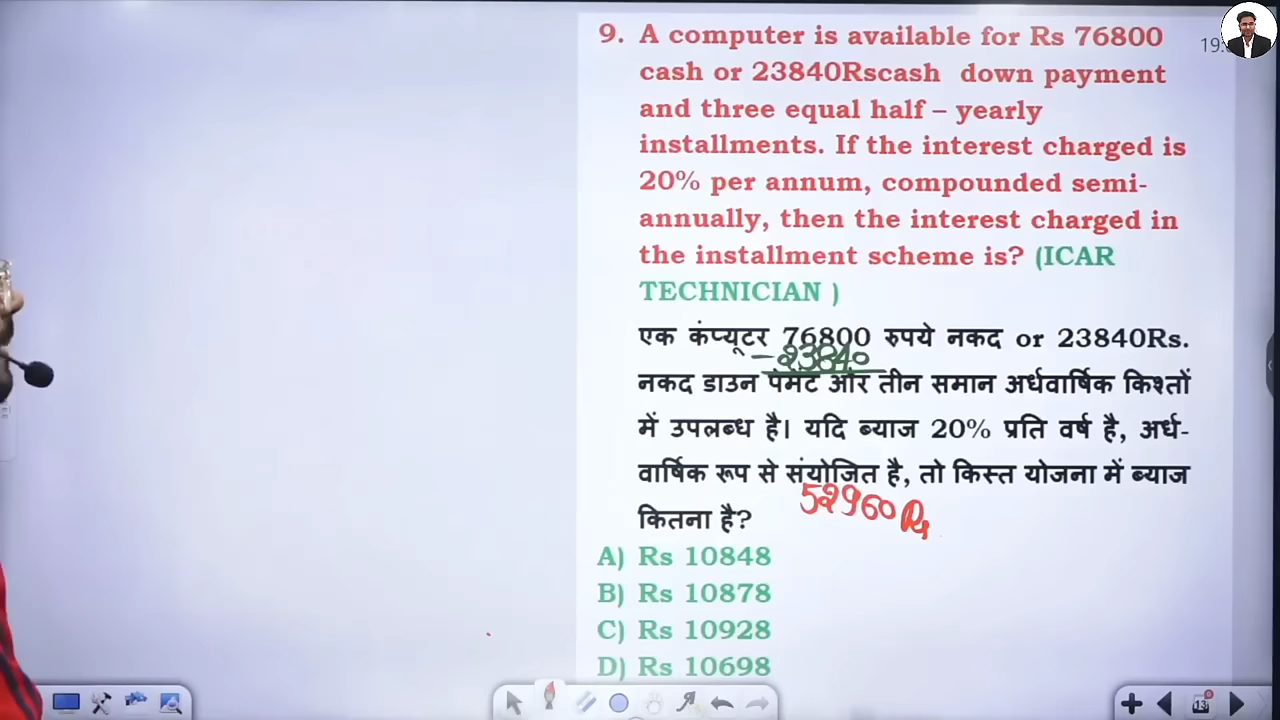 9. A computer is available for Rs 76800
cash or 23840Rscash down payment
and three equal half – yearly
installments. If the interest charged is
20% per annum, compounded semi-
annually, then the interest charged in
the installment scheme is? (ICAR
TECHNICIAN )
एक कंप्यूटर 76800 रुपये नकद or 23840Rs.
– 23840
नकद डाउन पेमेंट और तीन समान अर्धवार्षिक किश्तों
में उपलब्ध है। यदि ब्याज 20% प्रति वर्ष है, अर्ध-
वार्षिक रूप से संयोजित है, तो किस्त योजना में ब्याज
52960 Rs
कितना है?
A) Rs 10848
B) Rs 10878
C) Rs 10928
D) Rs 10698
13